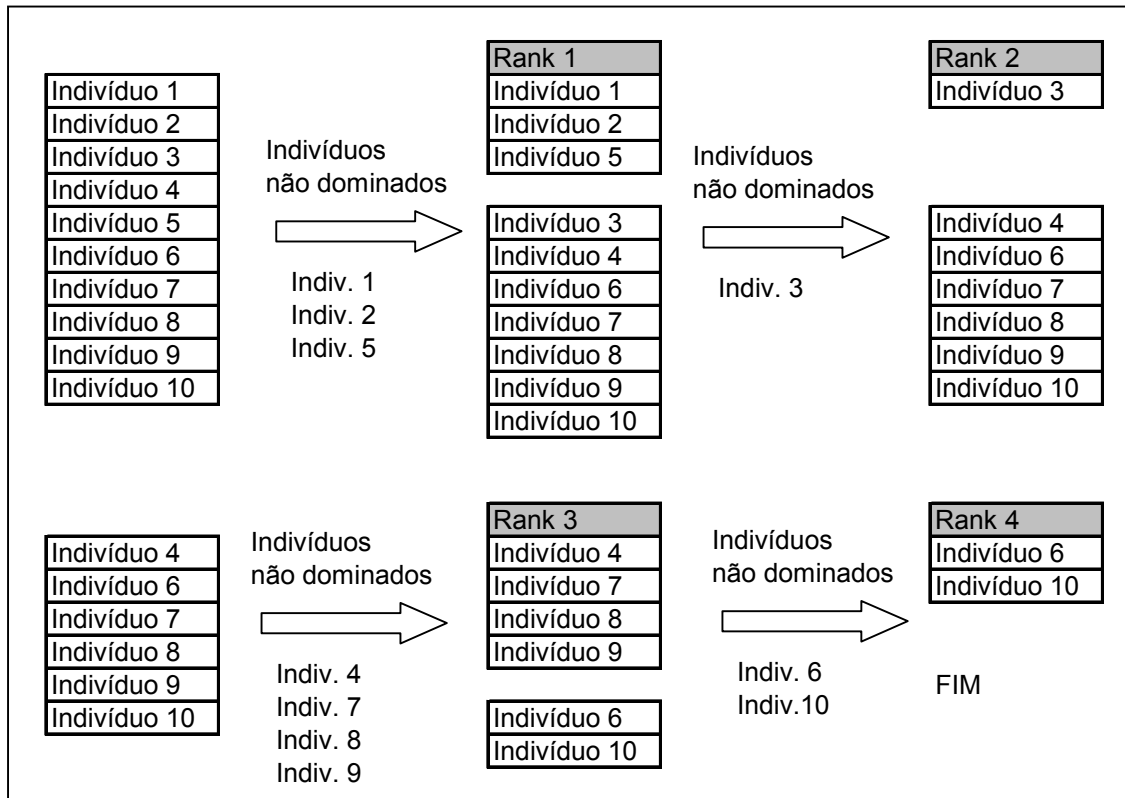 Indivíduo 1
Indivíduo 2
Indivíduo 3
Indivíduo 4
Indivíduo 5
Indivíduo 6
Indivíduo 7
Indivíduo 8
Indivíduo 9
Indivíduo 10
Indivíduos
não dominados
Indiv. 1
Indiv. 2
Indiv. 5
Rank 1
Indivíduo 1
Indivíduo 2
Indivíduo 5
Indivíduo 3
Indivíduo 4
Indivíduo 6
Indivíduo 7
Indivíduo 8
Indivíduo 9
Indivíduo 10
Indivíduos
não dominados
Indiv. 3
Rank 2
Indivíduo 3
Indivíduo 4
Indivíduo 6
Indivíduo 7
Indivíduo 8
Indivíduo 9
Indivíduo 10
Indivíduo 4
Indivíduo 6
Indivíduo 7
Indivíduo 8
Indivíduo 9
Indivíduo 10
Indivíduos
não dominados
Indiv. 4
Indiv. 7
Indiv. 8
Indiv. 9
Rank 3
Indivíduo 4
Indivíduo 7
Indivíduo 8
Indivíduo 9
Indivíduo 6
Indivíduo 10
Indivíduos
não dominados
Indiv. 6
Indiv.10
Rank 4
Indivíduo 6
Indivíduo 10
FIM